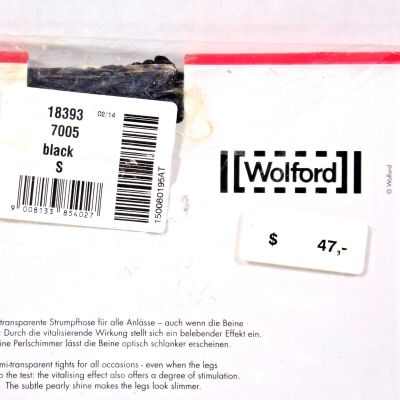 18393
02/14
7005
black
S
9 008133 854027
150080195AT
Wolford
© Wolford
$ 47,-
transparente Strumpfhose für alle Anlässe – auch wenn die Beine
Durch die vitalisierende Wirkung stellt sich ein belebender Effekt ein.
ine Perlschimmer lässt die Beine optisch schlanker erscheinen.
mi-transparent tights for all occasions - even when the legs
o the test: the vitalising effect also offers a degree of stimulation.
The subtle pearly shine makes the legs look slimmer.